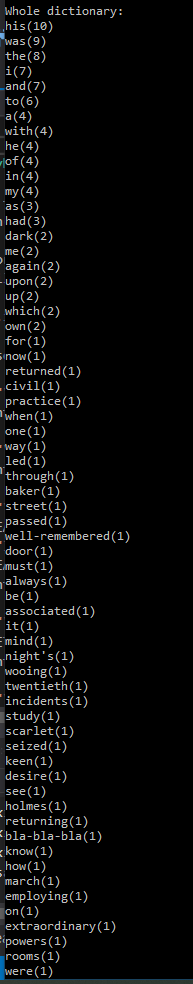 Whole dictionary:
his(10)
was(9)
the(8)
i(7)
and(7)
to(6)
a(4)
with(4)
he(4)
of(4)
in(4)
my(4)
as(3)
had(3)
dark(2)
me(2)
again(2)
upon(2)
up(2)
which(2)
own(2)
for(1)
now(1)
returned(1)
civil(1)
practice(1)
when(1)
one(1)
way(1)
led(1)
through(1)
baker(1)
street(1)
passed(1)
well-remembered(1)
door(1)
must(1)
always(1)
be(1)
associated(1)
it(1)
mind(1)
night's(1)
wooing(1)
twentieth(1)
incidents(1)
study(1)
scarlet(1)
seized(1)
keen(1)
desire(1)
see(1)
holmes(1)
returning(1)
bla-bla-bla(1)
know(1)
how(1)
march(1)
employing(1)
on(1)
extraordinary(1)
powers(1)
rooms(1)
were(1)